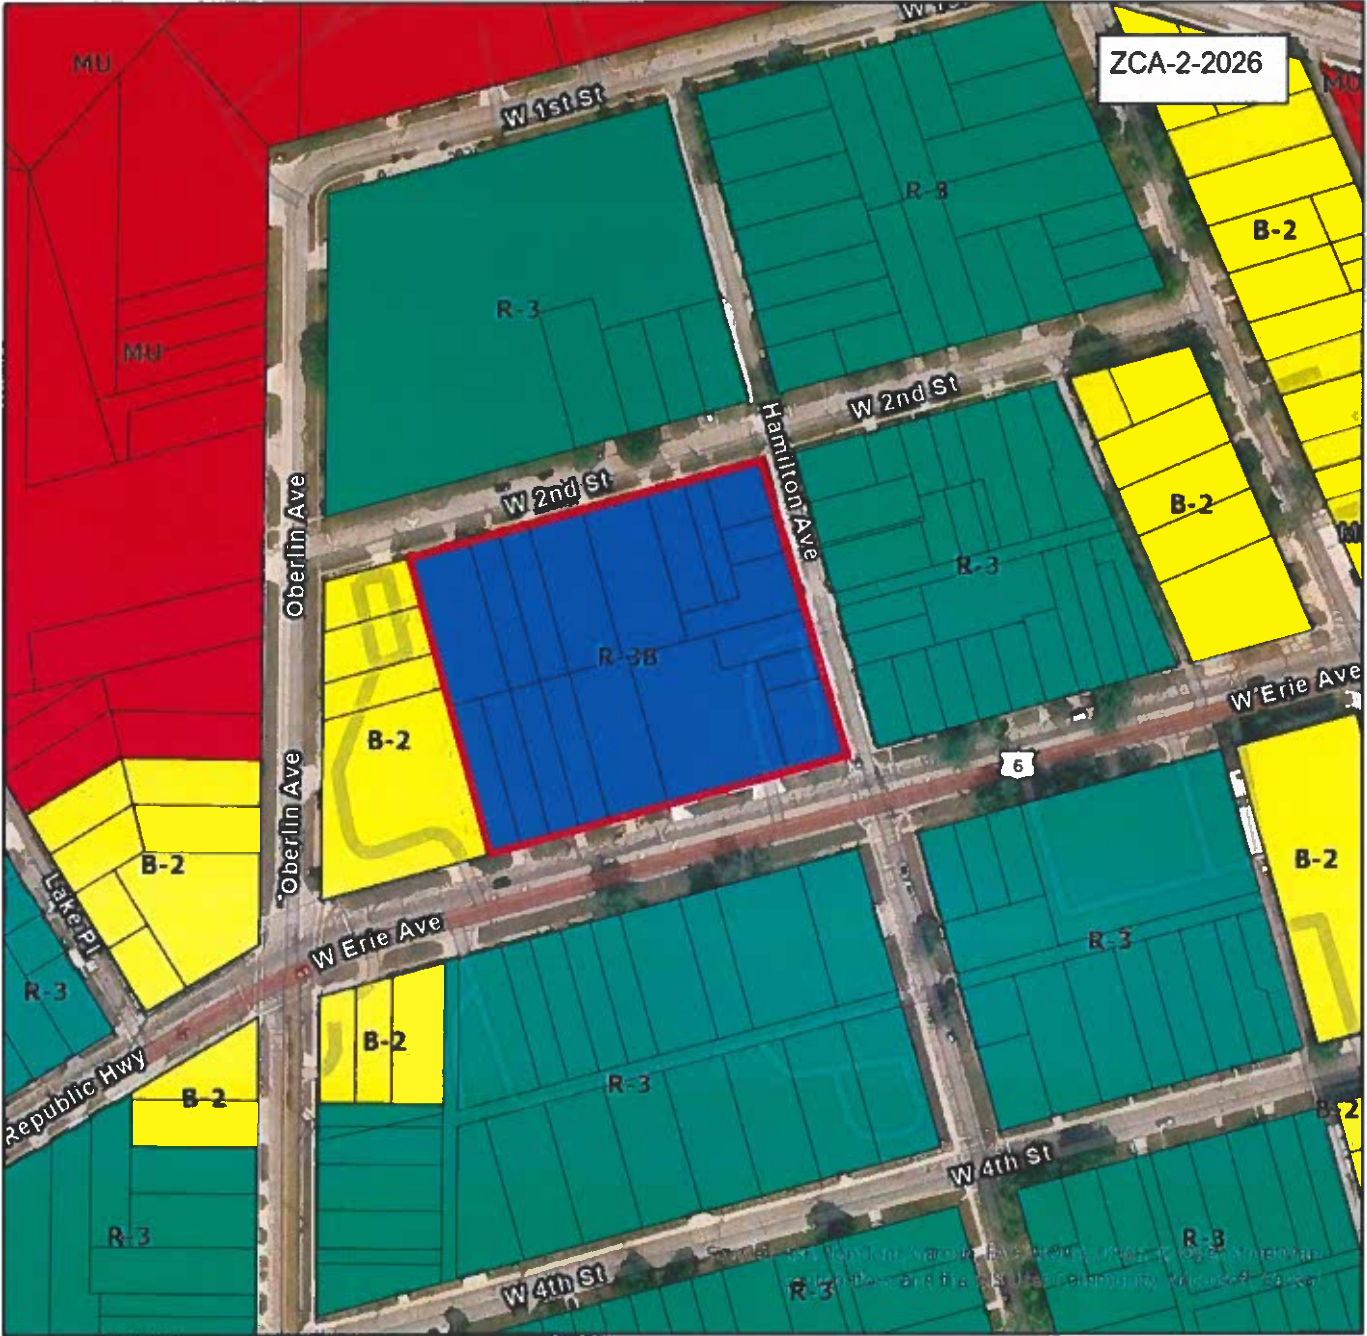 W 1s
ZCA-2-2026
MU
MU
W 1st St
R-3
B-2
R-3
MU
W 2nd St
Hamilton Ave
B-2
W 2nd St
Oberlin Ave
R-3
R-3B
W Erie Ave
B-2
6
Oberlin Ave
B-2
B-2
Lake Pl
W Erie Ave
R-3
R-3
B-2
Republic Hwy
B-2
R-3
B-2
W 4th St
R-3
R-3
W 4th St
R-3